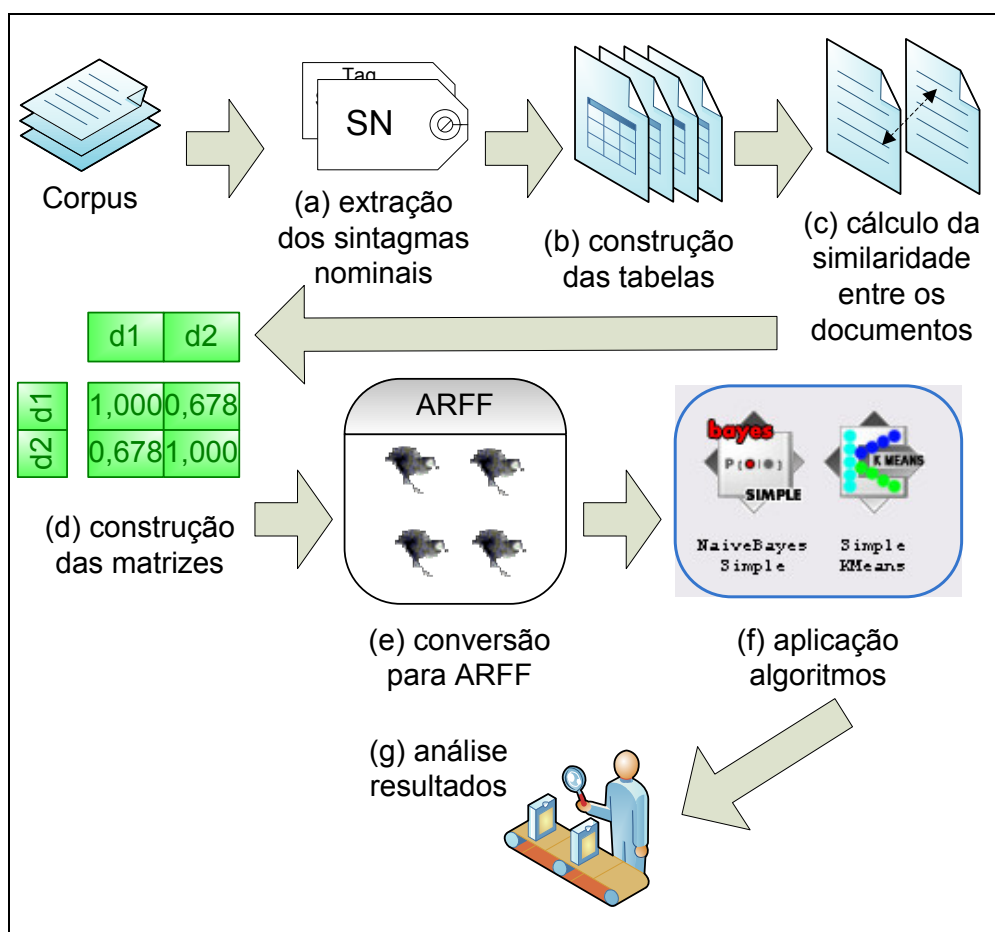 Corpus
Tag
SN
(a) extração
dos sintagmas
nominais
(b) construção
das tabelas
(c) cálculo da
similaridade
entre os
documentos
d1 d2
d1 1,000 0,678
d2 0,678 1,000
(d) construção
das matrizes
ARFF
(e) conversão
para ARFF
bayes
SIMPLE
K MEANS
NaiveBayes
Simple
Simple
KMeans
(f) aplicação
algoritmos
(g) análise
resultados